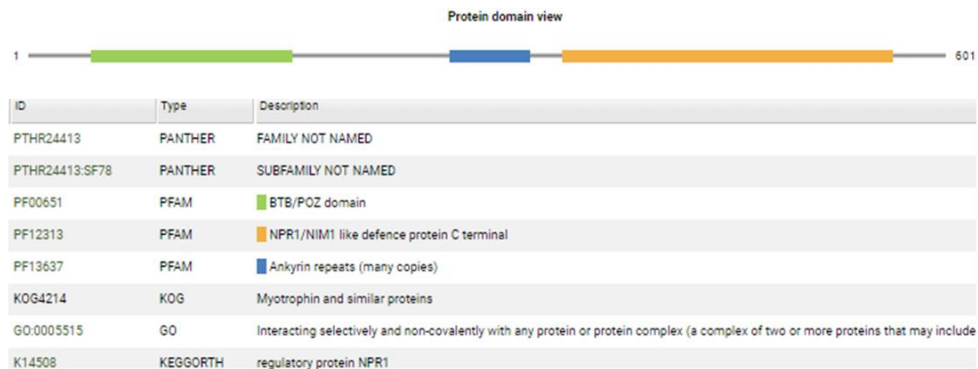 Protein domain view
1 601
ID Type Description
PTHR24413 PANTHER FAMILY NOT NAMED
PTHR24413:SF78 PANTHER SUBFAMILY NOT NAMED
PF00651 PFAM BTB/POZ domain
PF12313 PFAM NPR1/NIM1 like defence protein C terminal
PF13637 PFAM Ankyrin repeats (many copies)
KOG4214 KOG Myotrophin and similar proteins
GO:0005515 GO Interacting selectively and non-covalently with any protein or protein complex (a complex of two or more proteins that may include
K14508 KEGGORTH regulatory protein NPR1